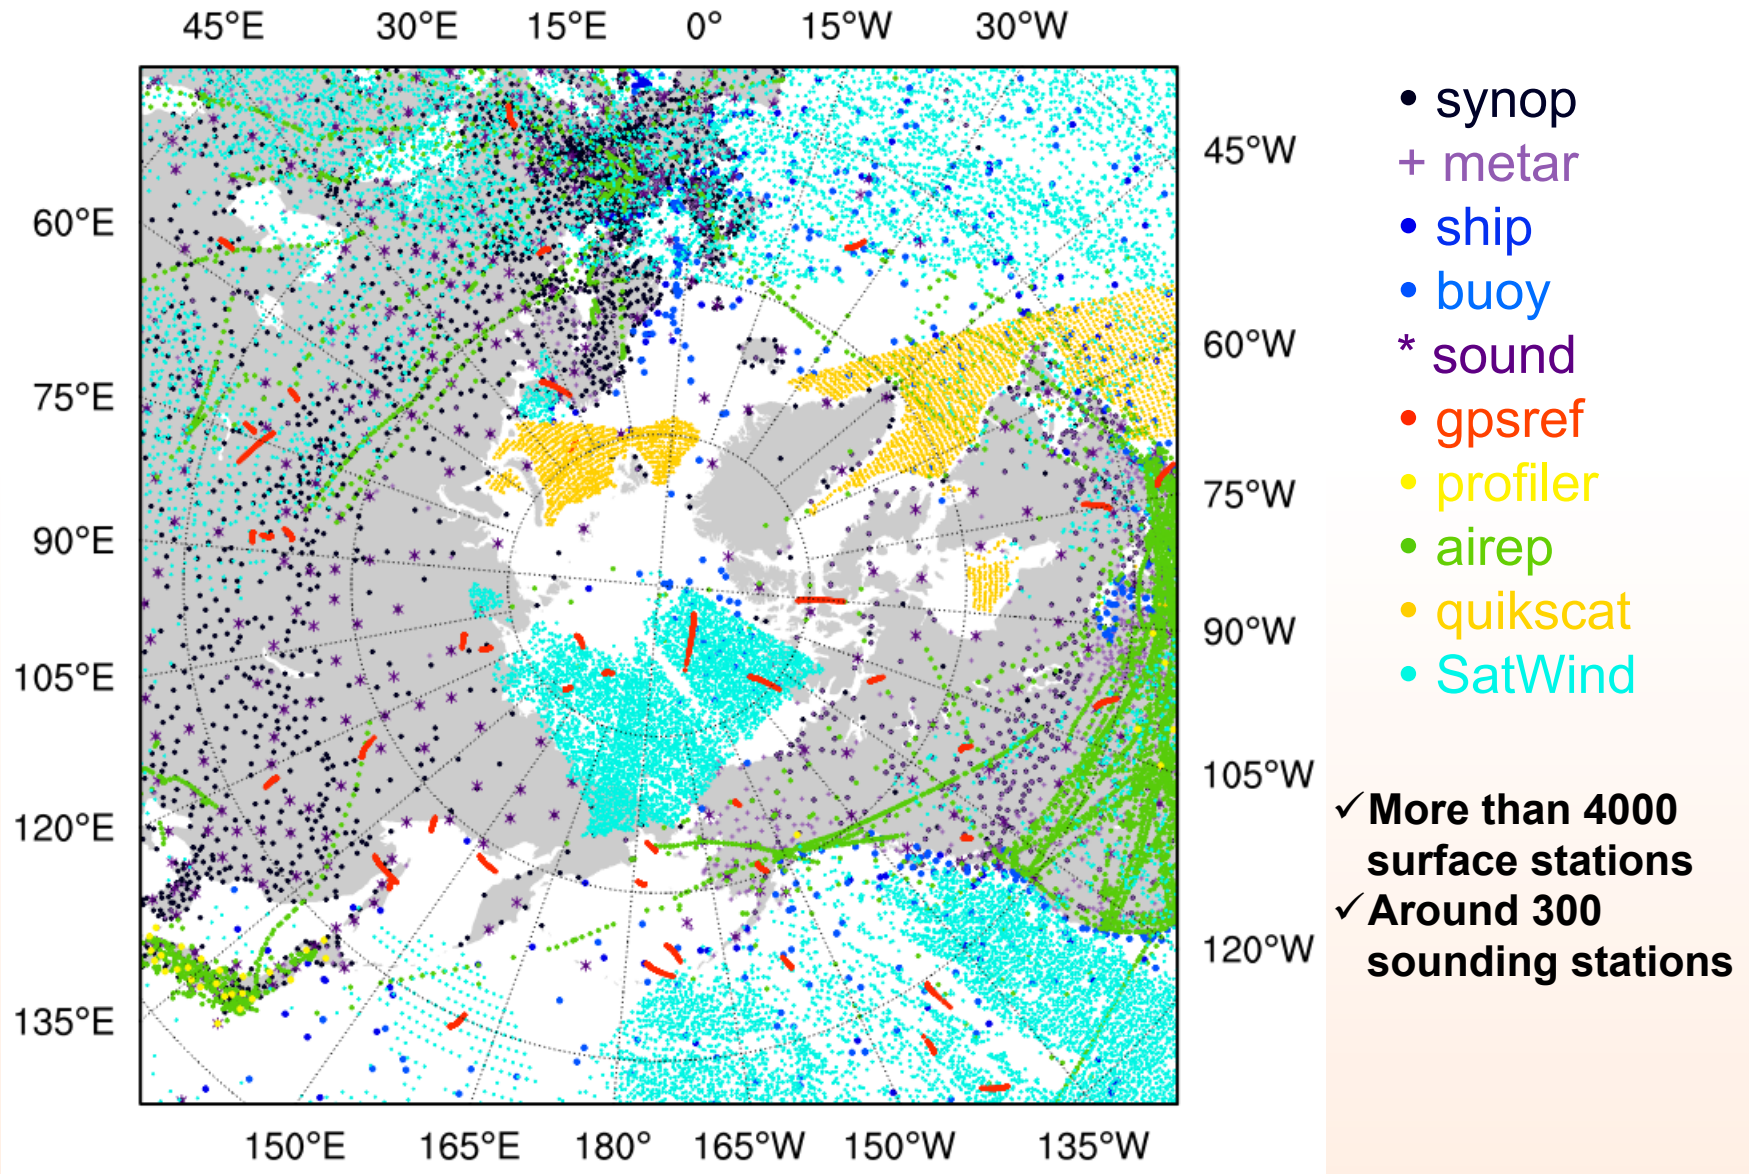 45°E 30°E 15°E 0° 15°W 30°W
60°E
75°E
90°E
105°E
120°E
135°E
45°W
60°W
75°W
90°W
105°W
120°W
150°E 165°E 180° 165°W 150°W 135°W
• synop
+ metar
• ship
• buoy
* sound
• gpsref
• profiler
• airep
• quikscat
• SatWind
✓More than 4000
surface stations
✓Around 300
sounding stations